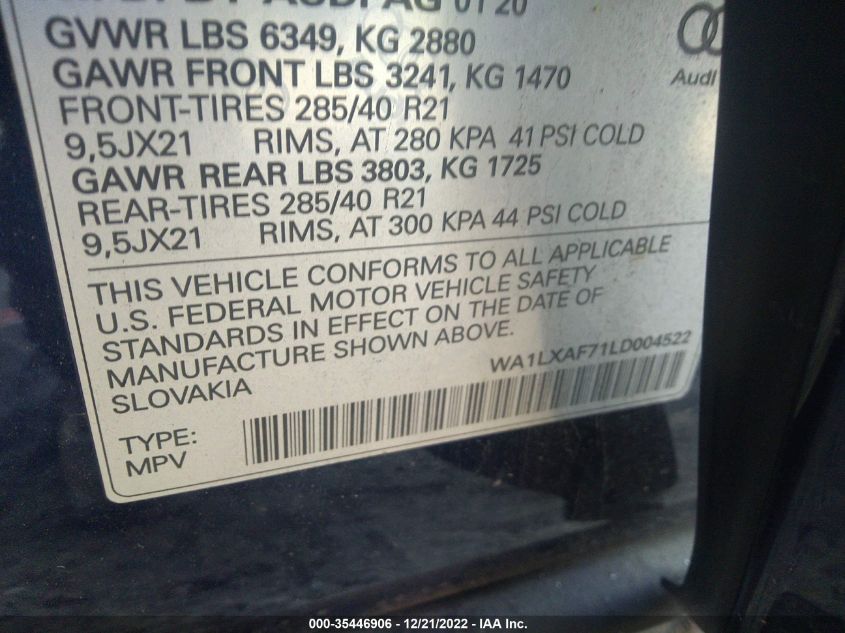 AUDI AG 01 20
GVWR LBS 6349, KG 2880
GAWR FRONT LBS 3241, KG 1470
FRONT-TIRES 285/40 R21
9,5JX21 RIMS, AT 280 KPA 41 PSI COLD
GAWR REAR LBS 3803, KG 1725
REAR-TIRES 285/40 R21
9,5JX21 RIMS, AT 300 KPA 44 PSI COLD
Audi
THIS VEHICLE CONFORMS TO ALL APPLICABLE
U.S. FEDERAL MOTOR VEHICLE SAFETY
STANDARDS IN EFFECT ON THE DATE OF
MANUFACTURE SHOWN ABOVE.
SLOVAKIA
WA1LXAF71LD004522
TYPE:
MPV
000-35446906 - 12/21/2022 - IAA Inc.